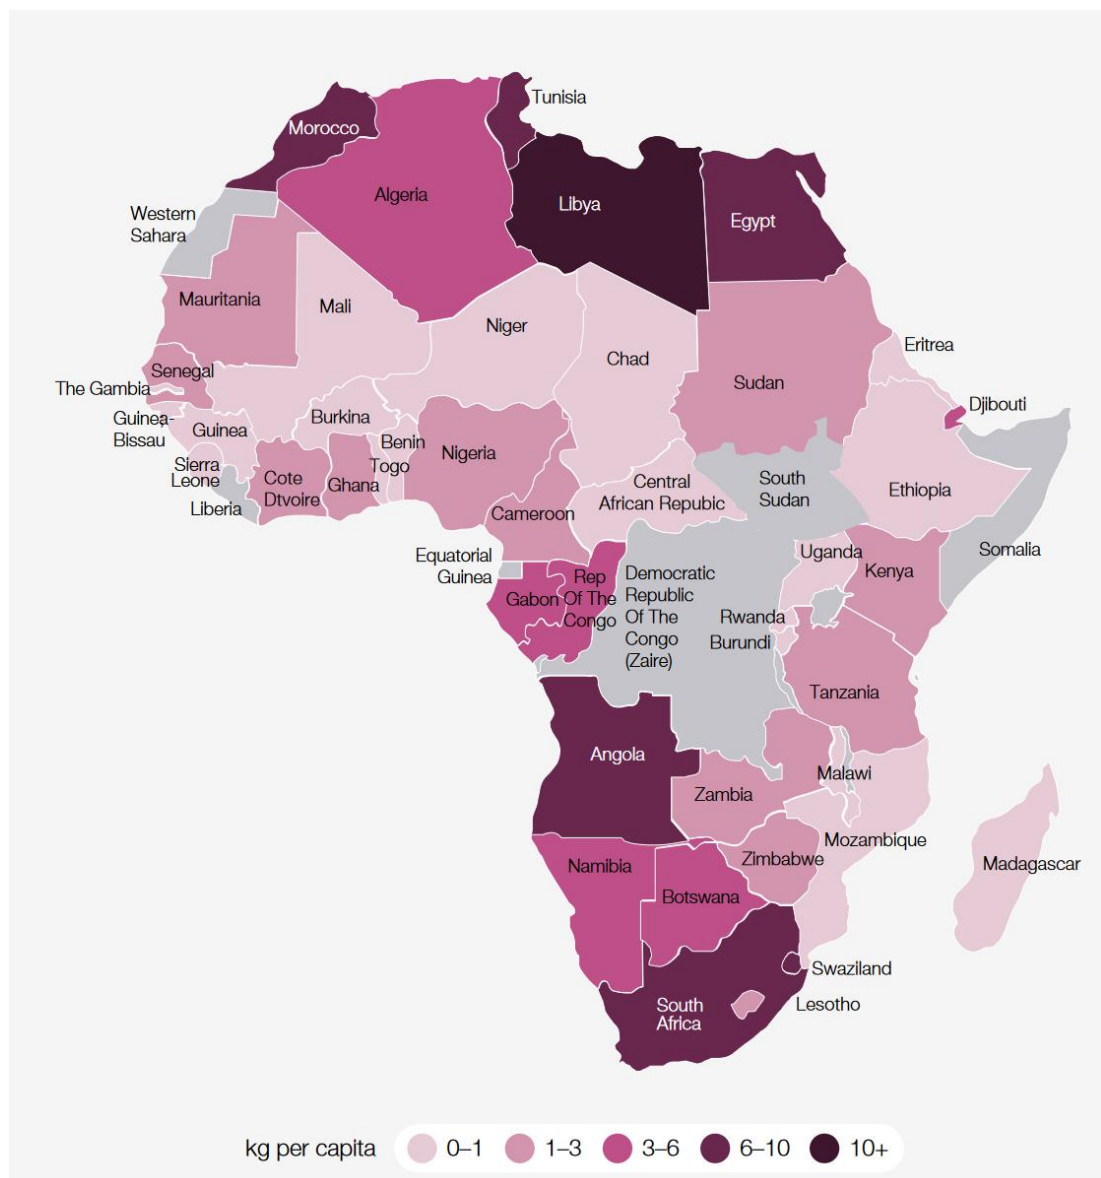 Tunisia
Morocco
Algeria
Libya
Western
Sahara
Egypt
Mauritania
Mali
Niger
Chad
Eritrea
Senegal
Sudan
The Gambia
Djibouti
Guinea-
Bissau
Guinea
Burkina
Benin
Togo
Nigeria
Sierra
Leone
Cote
Dtvoire
Ghana
Central
African Repubic
South
Sudan
Ethiopia
Liberia
Cameroon
Equatorial
Guinea
Uganda
Somalia
Kenya
Gabon
Rep
Of The
Congo
Democratic
Republic
Of The
Congo
(Zaire)
Rwanda
Burundi
Tanzania
Angola
Malawi
Zambia
Mozambique
Zimbabwe
Namibia
Madagascar
Botswana
Swaziland
South
Africa
Lesotho
kg per capita 0–1 1–3 3–6 6–10 10+